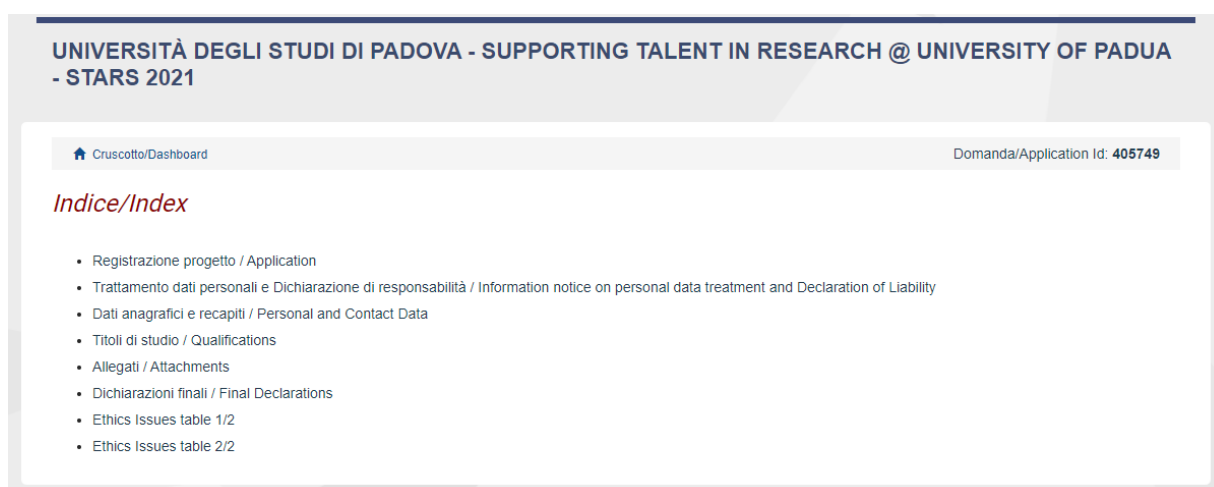 UNIVERSITÀ DEGLI STUDI DI PADOVA - SUPPORTING TALENT IN RESEARCH @ UNIVERSITY OF PADUA
- STARS 2021
Cruscotto/Dashboard
Domanda/Application Id: 405749
Indice/Index
• Registrazione progetto / Application
• Trattamento dati personali e Dichiarazione di responsabilità / Information notice on personal data treatment and Declaration of Liability
• Dati anagrafici e recapiti / Personal and Contact Data
• Titoli di studio / Qualifications
• Allegati / Attachments
• Dichiarazioni finali / Final Declarations
• Ethics Issues table 1/2
• Ethics Issues table 2/2